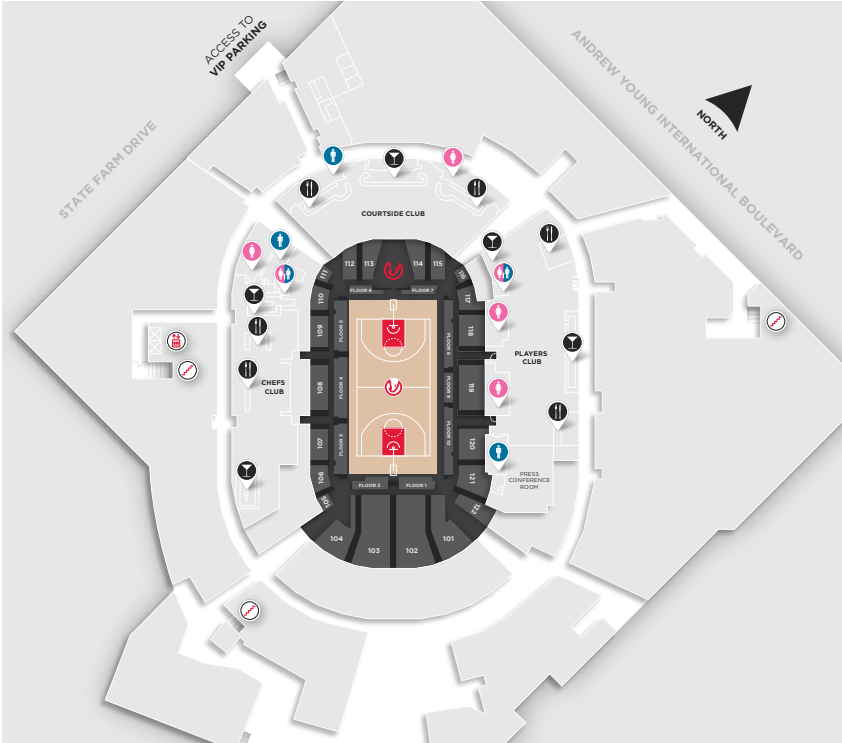 ACCESS TO
VIP PARKING
ANDREW YOUNG INTERNATIONAL BOULEVARD
STATE FARM DRIVE
NORTH
COURTSIDE CLUB
112
113
114
115
111
116
110
FLOOR 6
FLOOR 7
117
109
FLOOR 5
FLOOR 8
118
PLAYERS
CLUB
CHEFS
CLUB
108
FLOOR 4
FLOOR 9
119
107
FLOOR 3
FLOOR 10
120
106
121
PRESS
CONFERENCE
ROOM
105
FLOOR 2
FLOOR 1
122
104
103
102
101